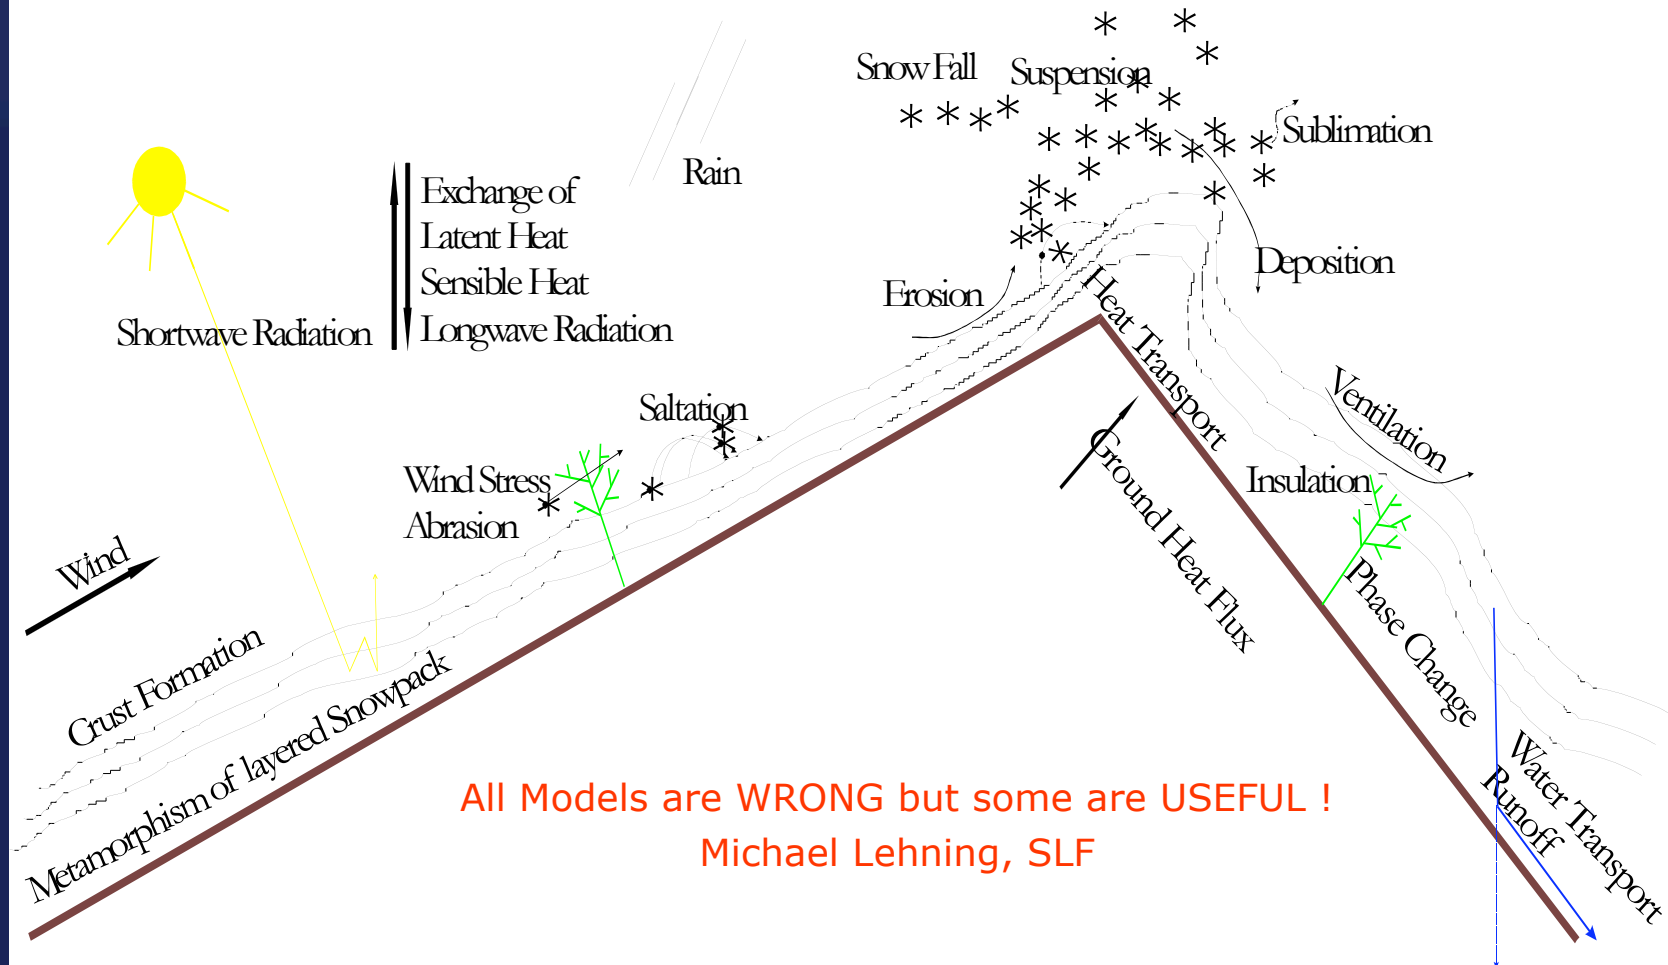 Snow Fall
Suspension
Sublimation
Rain
Exchange of
Latent Heat
Sensible Heat
Longwave Radiation
Shortwave Radiation
Erosion
Deposition
Heat Transport
Saltation
Ventilation
Wind Stress
Abrasion
Insulation
Ground Heat Flux
Wind
Phase Change
Crust Formation
Metamorphism of layered Snowpack
Water Transport
Runoff
All Models are WRONG but some are USEFUL !
Michael Lehning, SLF